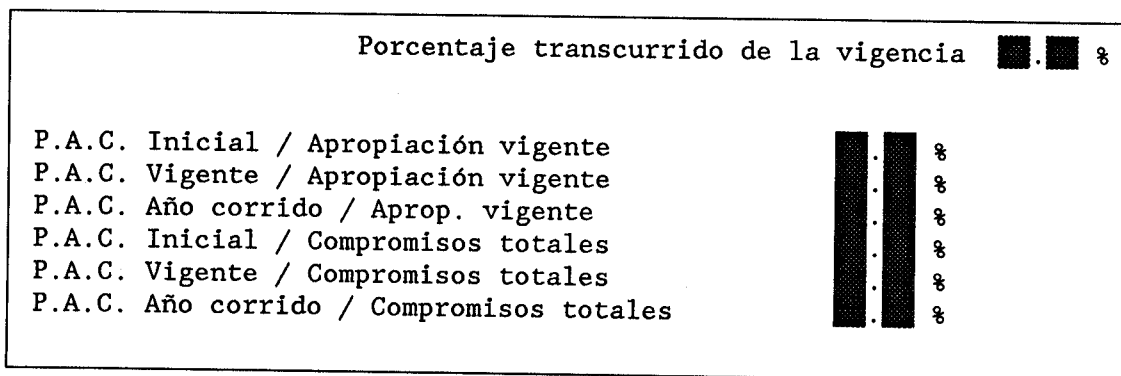 Porcentaje transcurrido de la vigencia . %
P.A.C. Inicial / Apropiación vigente . %
P.A.C. Vigente / Apropiación vigente . %
P.A.C. Año corrido / Aprop. vigente . %
P.A.C. Inicial / Compromisos totales . %
P.A.C. Vigente / Compromisos totales . %
P.A.C. Año corrido / Compromisos totales . %